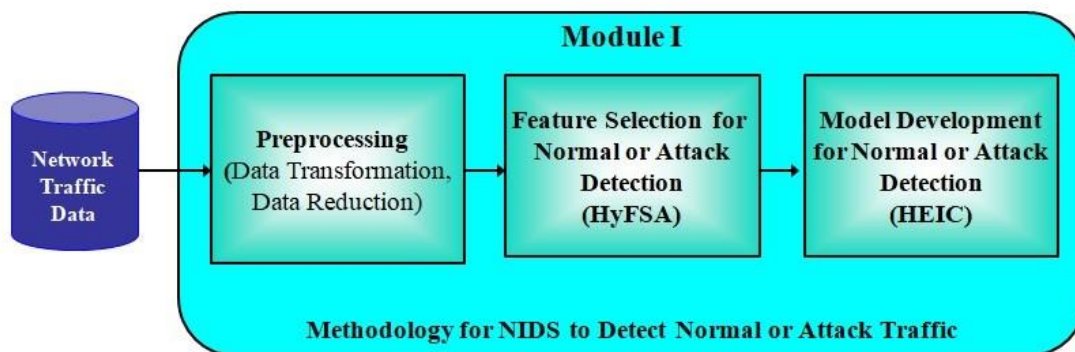 Module I
Network
Traffic
Data
Preprocessing
(Data Transformation,
Data Reduction)
Feature Selection for
Normal or Attack
Detection
(HyFSA)
Model Development
for Normal or Attack
Detection
(HEIC)
Methodology for NIDS to Detect Normal or Attack Traffic